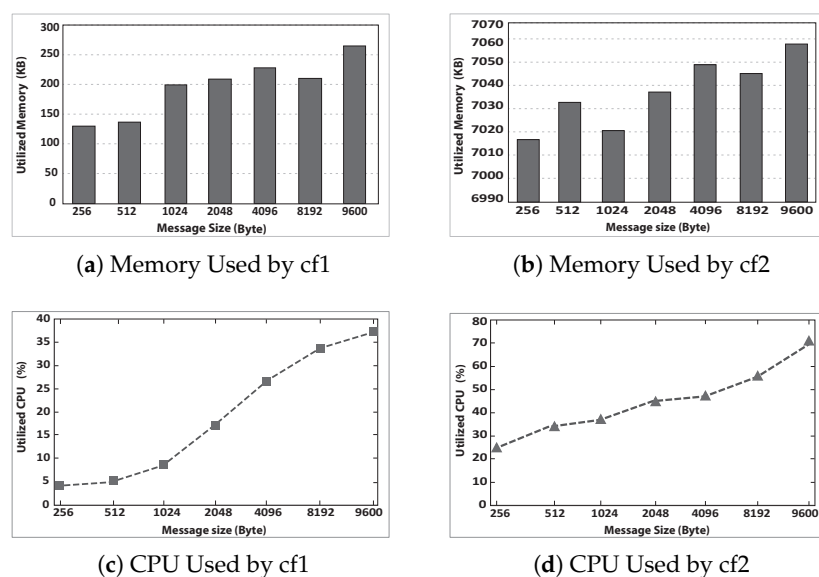 300
250
200
150
100
50
0
Utilized Memory (KB)
256 512 1024 2048 4096 8192 9600
Message Size (Byte)
(a) Memory Used by cf1
7070
7060
7050
7040
7030
7020
7010
7000
6990
Utilized Memory (KB)
256 512 1024 2048 4096 8192 9600
Message Size (Byte)
(b) Memory Used by cf2
40
35
30
25
20
15
10
5
0
Utilized CPU (%)
256 512 1024 2048 4096 8192 9600
Message size (Byte)
(c) CPU Used by cf1
80
70
60
50
40
30
20
10
0
Utilized CPU (%)
256 512 1024 2048 4096 8192 9600
Message Size (Byte)
(d) CPU Used by cf2